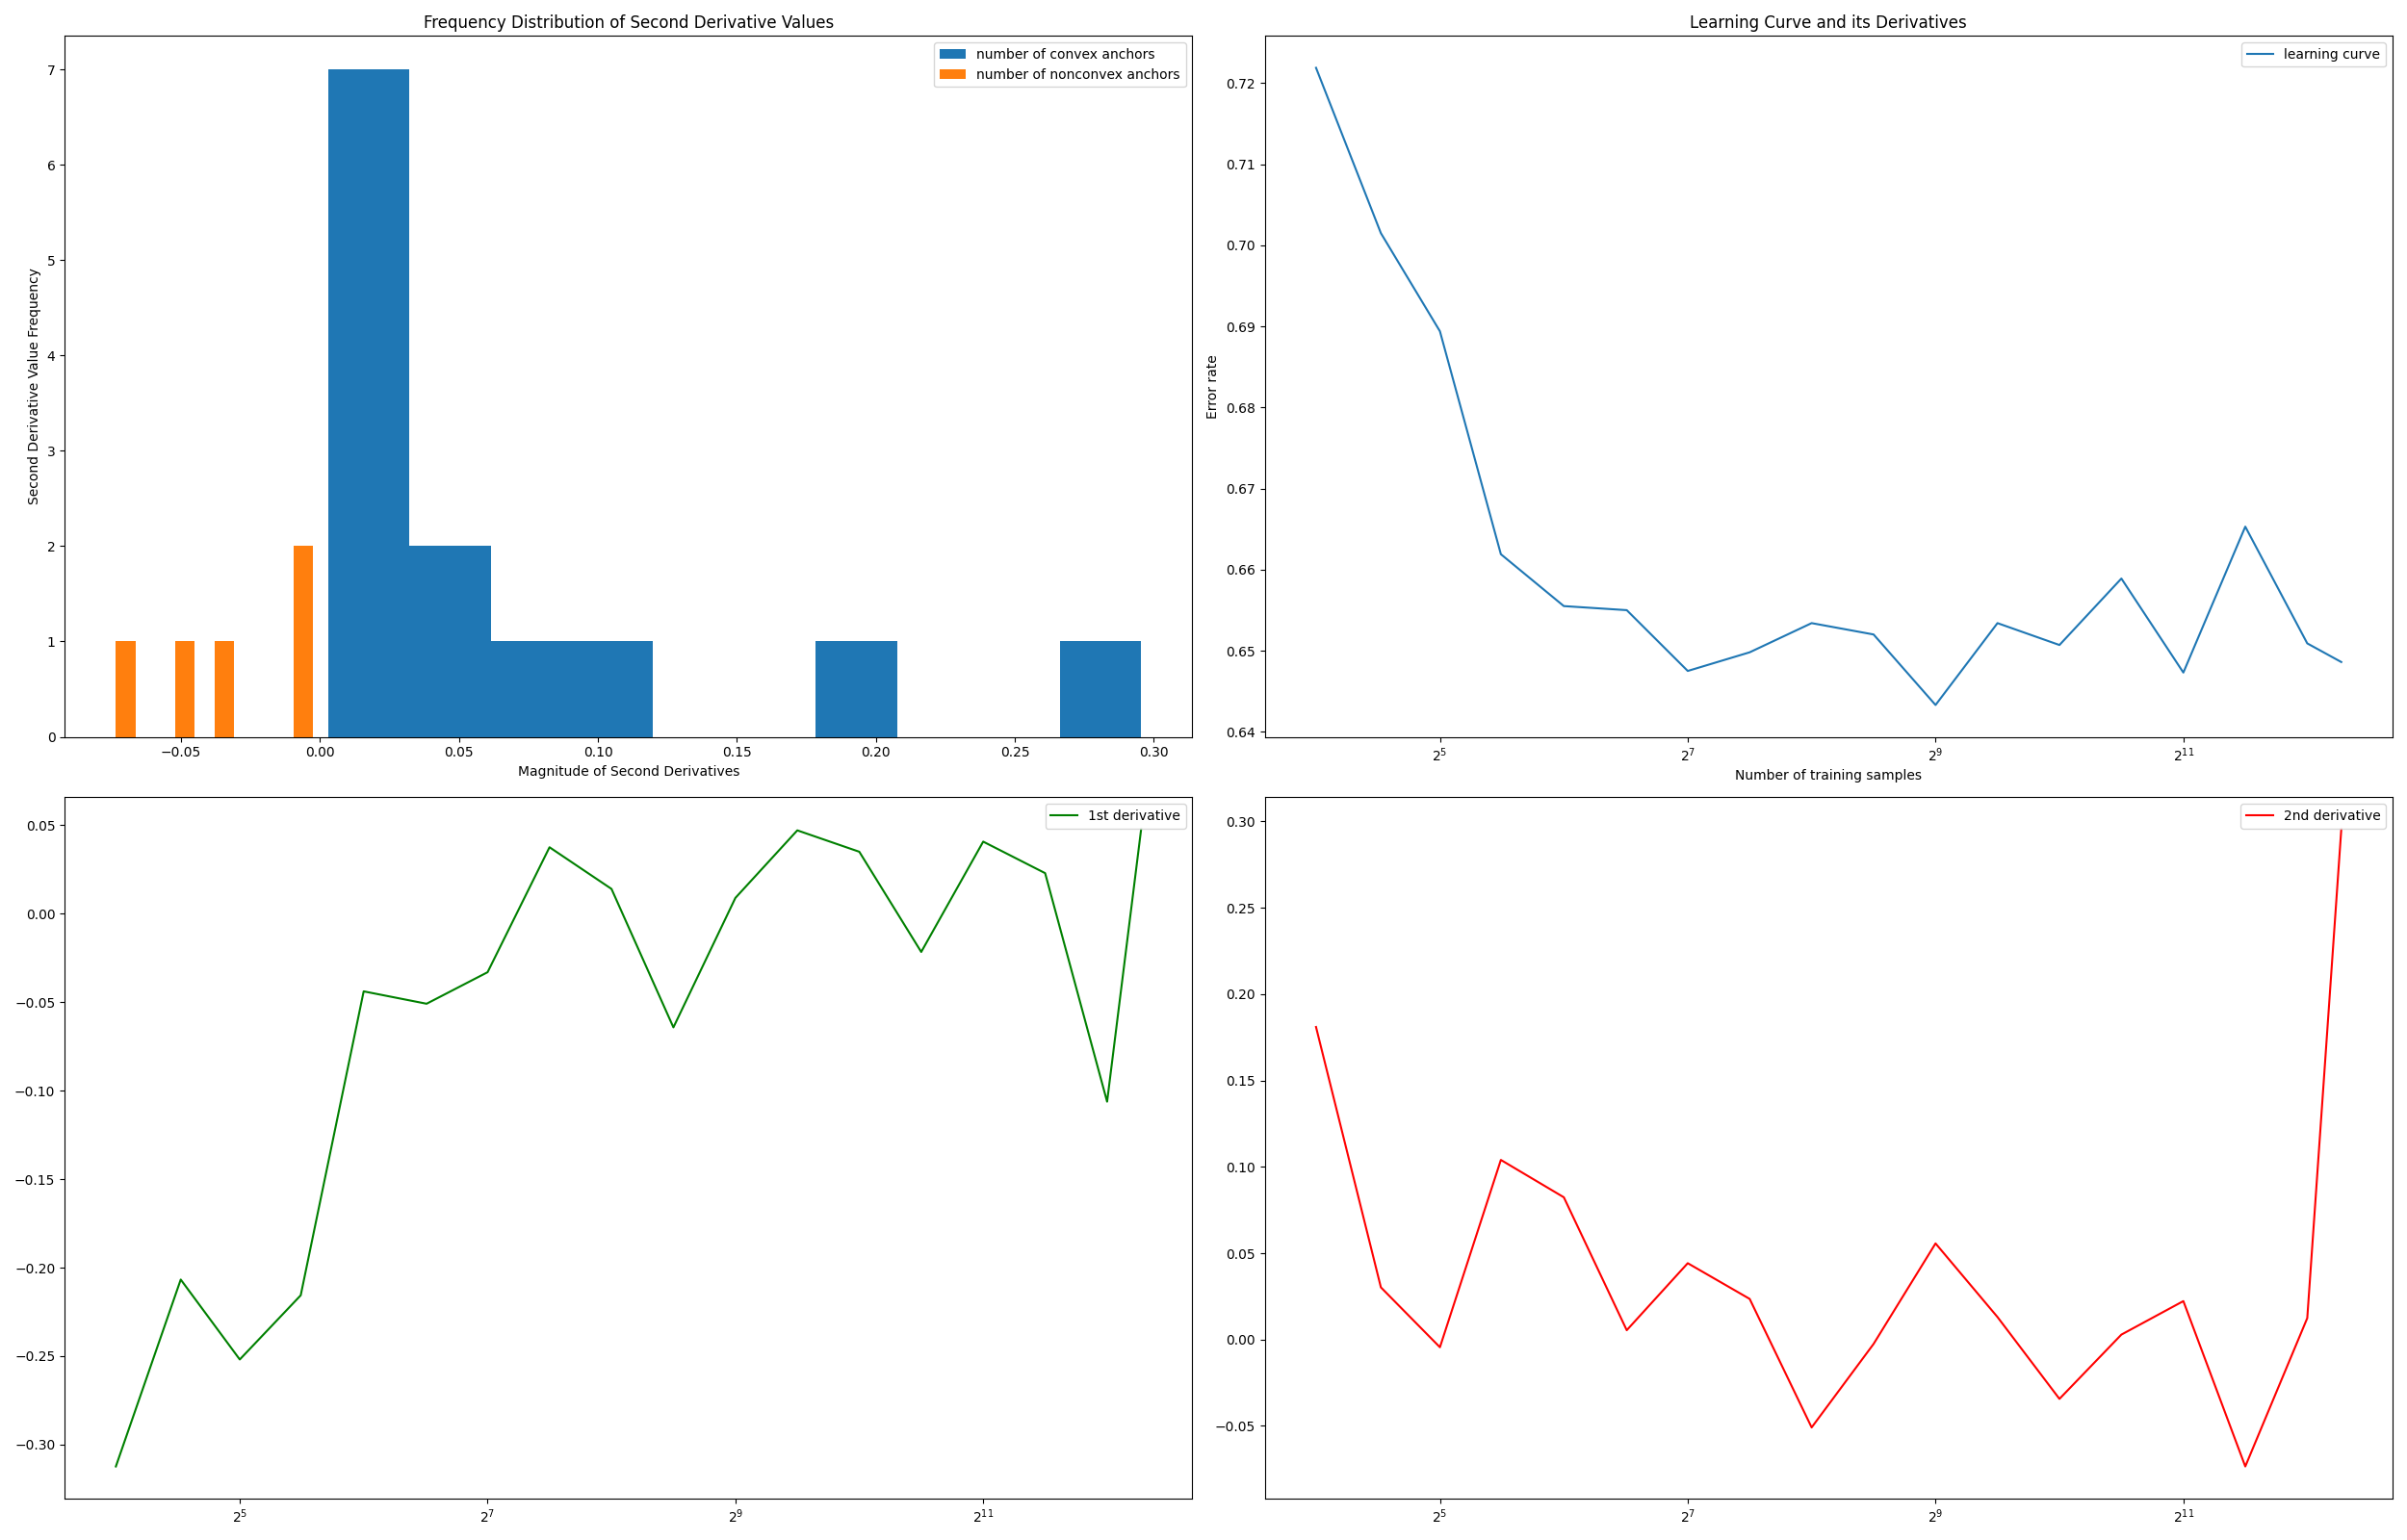 Frequency Distribution of Second Derivative Values
number of convex anchors
number of nonconvex anchors
Second Derivative Value Frequency
7
6
5
4
3
2
1
0
−0.05 0.00 0.05 0.10 0.15 0.20 0.25 0.30
Magnitude of Second Derivatives
Learning Curve and its Derivatives
learning curve
Error rate
0.72
0.71
0.70
0.69
0.68
0.67
0.66
0.65
0.64
2^5 2^7 2^9 2^11
Number of training samples
1st derivative
0.05
0.00
−0.05
−0.10
−0.15
−0.20
−0.25
−0.30
2^5 2^7 2^9 2^11
2nd derivative
0.30
0.25
0.20
0.15
0.10
0.05
0.00
−0.05
2^5 2^7 2^9 2^11